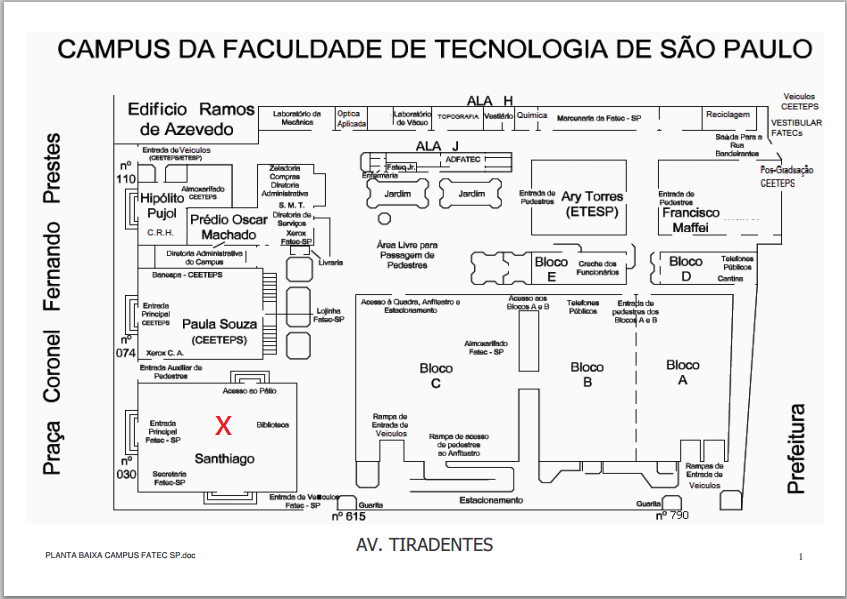 CAMPUS DA FACULDADE DE TECNOLOGIA DE SÃO PAULO
ALA H
Veiculos
CEETEPS
VESTIBULAR
FATECs
Edifício Ramos
de Azevedo
Laboratório da
Mecânica
Optica
Aplicada
Laboratório
de Vácuo
TOPOGRAFIA
Vestiário
Quimica
Marcenaria da Fatec - SP
Reciclagem
Saída Para a
Rua
Bandeirantes
Pos-Graduação
CEETEPS
ALA J
ADFATEC
Fatec Jr.
Enfermaria
Entrada de Veículos
(CEETEPS/ETESP)
nº
110
Hipólito
Pujol
C.R.H.
Almoxarifado
CEETEPS
Prédio Oscar
Machado
Zeladoria
Compras
Diretoria
Administrativa
S. M. T.
Diretoria de
Serviços
Xerox
Fatec-SP
Livraria
Jardim
Jardim
Entrada de
Pedestres
Ary Torres
(ETESP)
Entrada de
Pedestres
Francisco
Maffei
Diretoria Administrativa
do Campus
Área Livre para
Passagem de
Pedestres
Bloco
E
Creche dos
Funcionários
Bloco
D
Telefones
Públicos
Cantina
Banespa - CEETEPS
Entrada
Principal
CEETEPS
Paula Souza
(CEETEPS)
Lojinha
Fatec-SP
nº
074
Xerox C. A.
Acesso à Quadra, Anfiteatro e
Estacionamento
Acesso aos
Blocos A e B
Telefones
Públicos
Entrada de
pedestres dos
Blocos A e B
Almoxarifado
Fatec - SP
Bloco
C
Bloco
B
Bloco
A
Entrada Auxiliar de
Pedestres
Acesso ao Pátio
X
Biblioteca
Entrada
Principal
Fatec - SP
Santhiago
nº
030
Secretaria
Fatec-SP
Rampa de
Entrada de
Veiculos
Rampa de acesso
de pedestres
ao Anfiteatro
Rampas de
Entrada de
Veiculos
Entrada de Veículos
Fatec - SP
Guarita
nº 615
Estacionamento
Guarita
nº 790
Praça Coronel Fernando Prestes
Prefeitura
AV. TIRADENTES
PLANTA BAIXA CAMPUS FATEC SP.doc
1